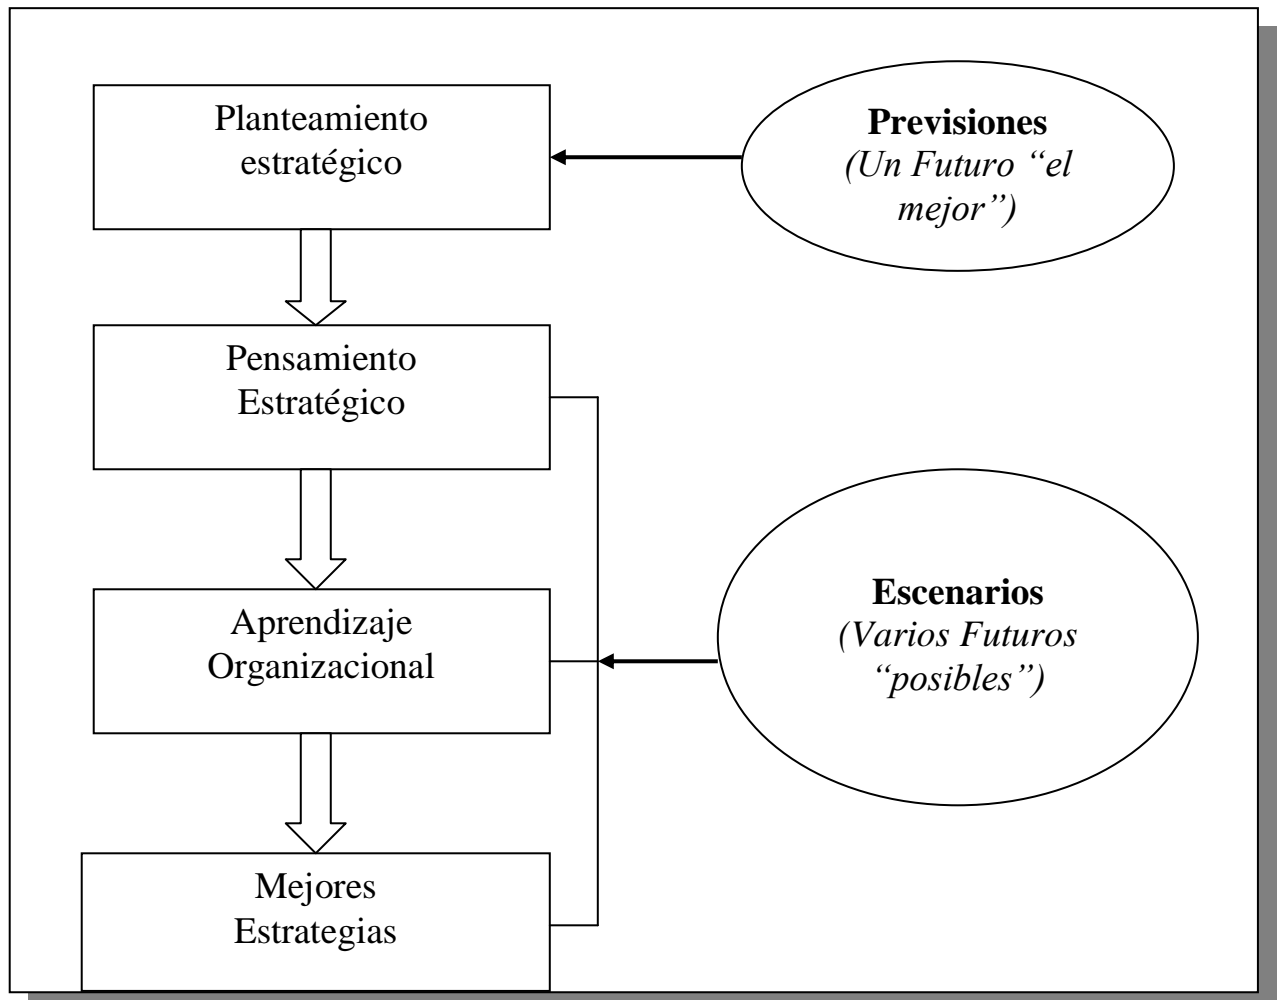 Planteamiento
estratégico
Previsiones
(Un Futuro “el
mejor”)
Pensamiento
Estratégico
Aprendizaje
Organizacional
Escenarios
(Varios Futuros
“posibles”)
Mejores
Estrategias